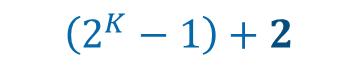 (2^K − 1) + 2